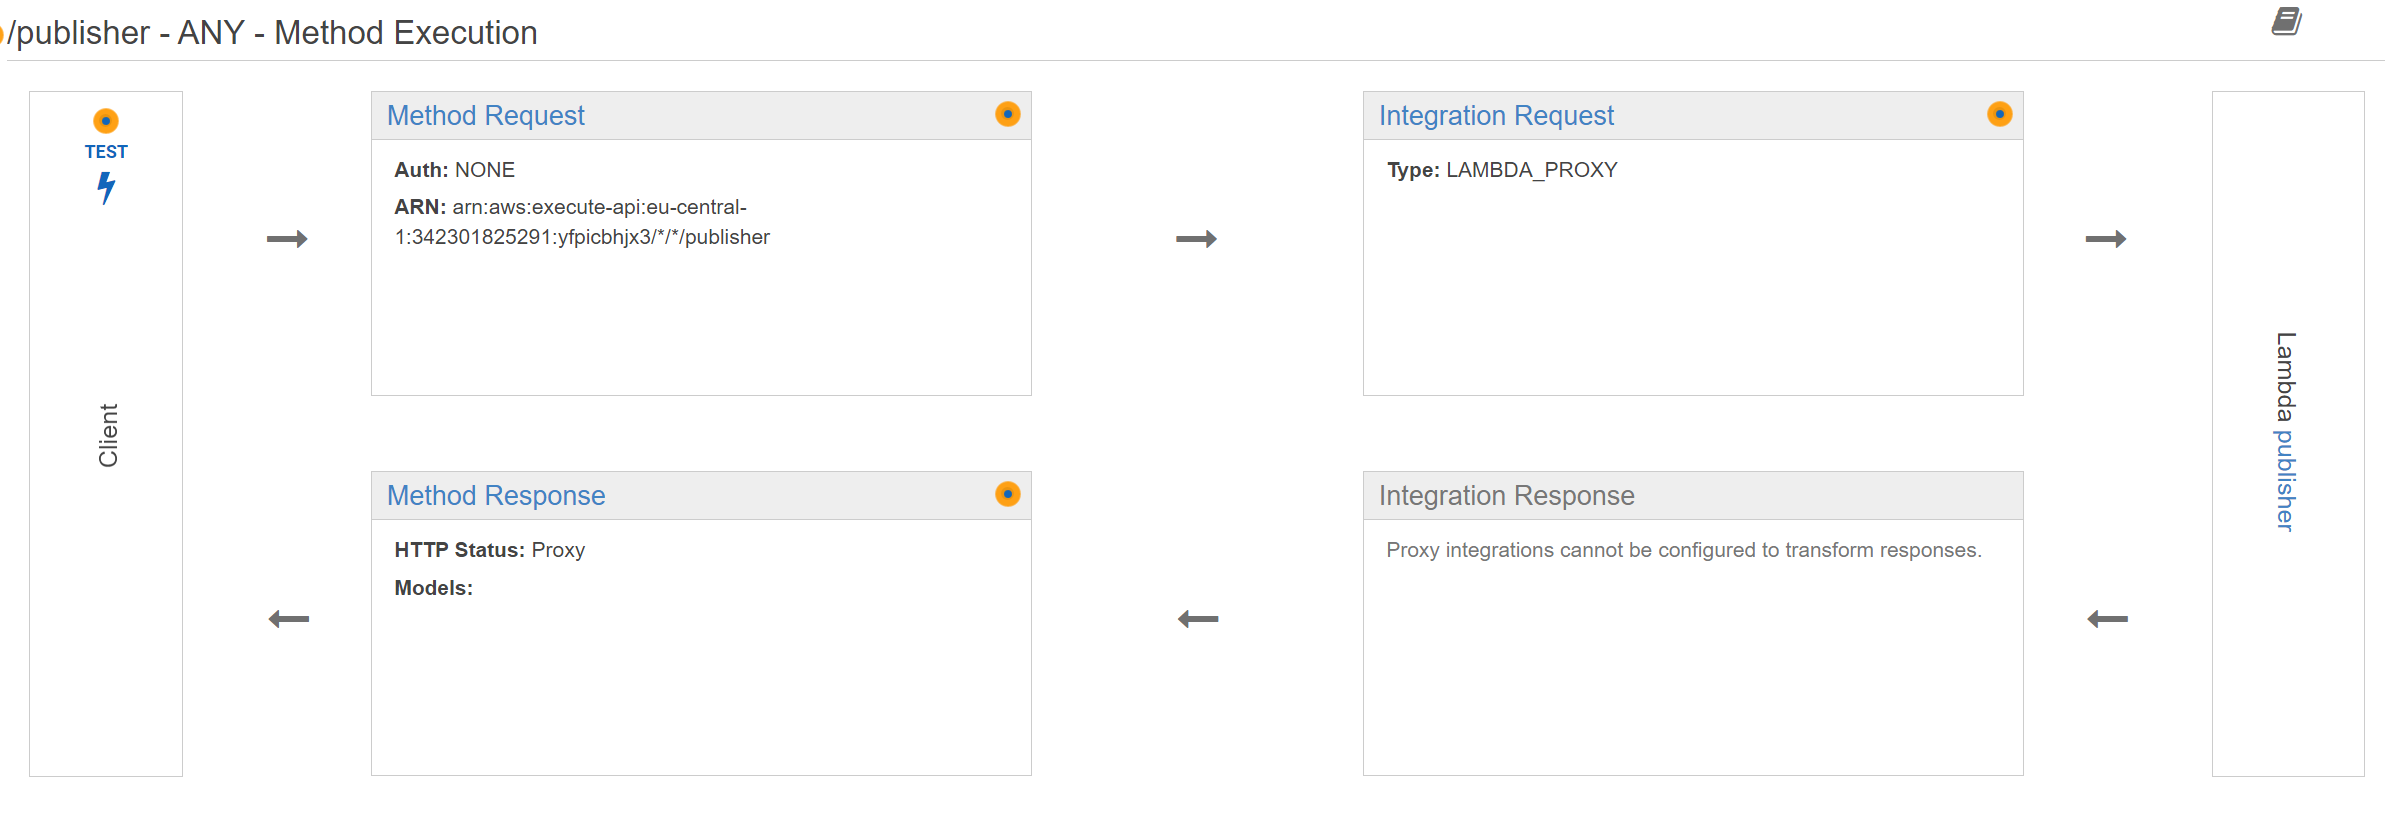 /publisher - ANY - Method Execution
TEST
Client
Method Request
Auth: NONE
ARN: arn:aws:execute-api:eu-central-
1:342301825291:yfpicbhjx3/*/*/publisher
Integration Request
Type: LAMBDA_PROXY
Lambda publisher
Method Response
HTTP Status: Proxy
Models:
Integration Response
Proxy integrations cannot be configured to transform responses.